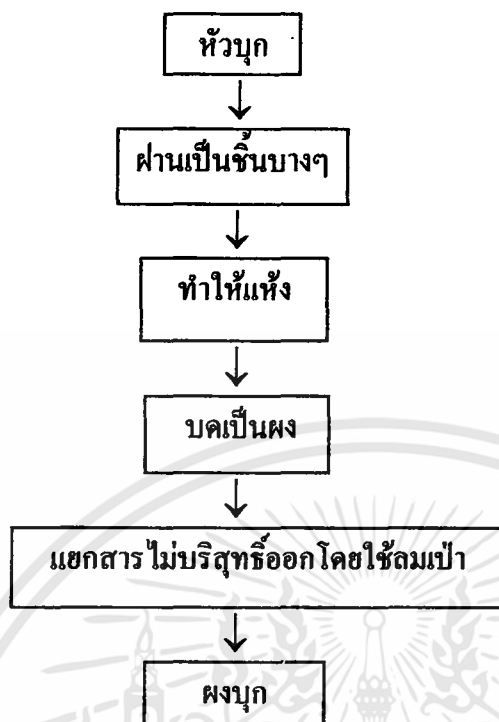 หัวบุก
ฝานเป็นชิ้นบางๆ
ทำให้แห้ง
บดเป็นผง
แยกสารไม่บริสุทธิ์ออกโดยใช้ลมเป่า
ผงบุก